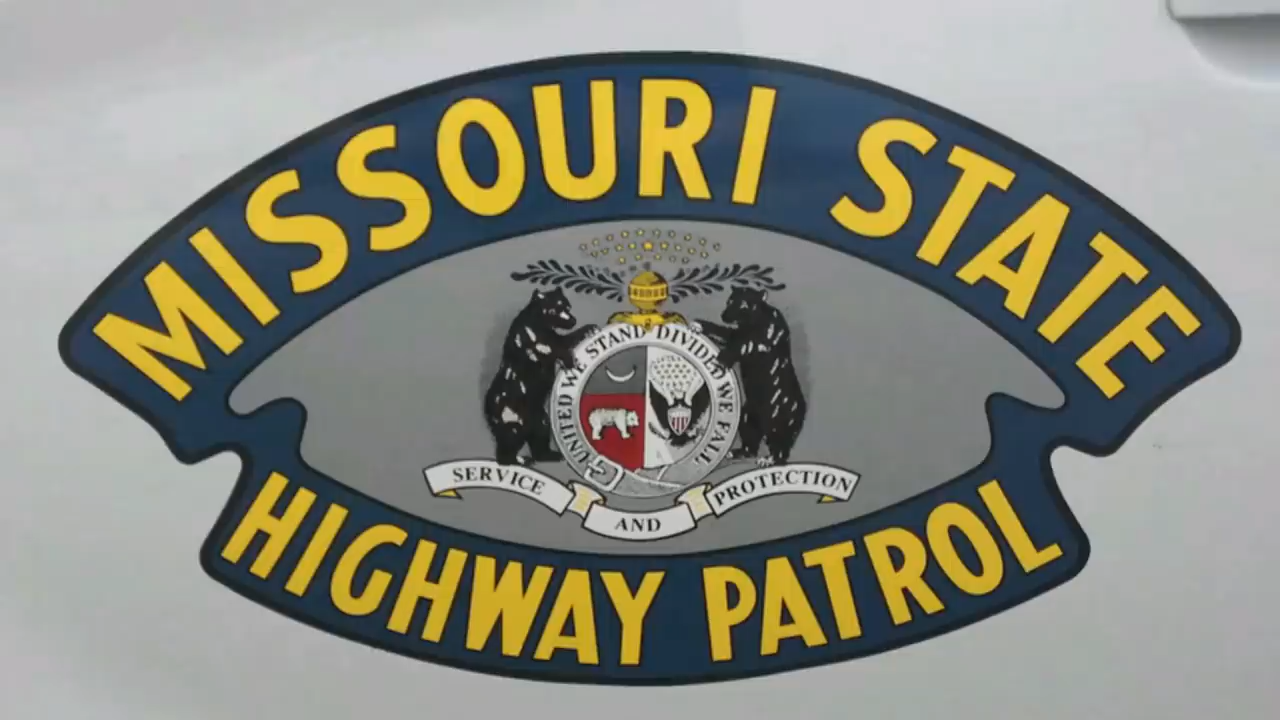 MISSOURI STATE
UNITED WE STAND DIVIDED WE FALL
SERVICE AND PROTECTION
HIGHWAY PATROL